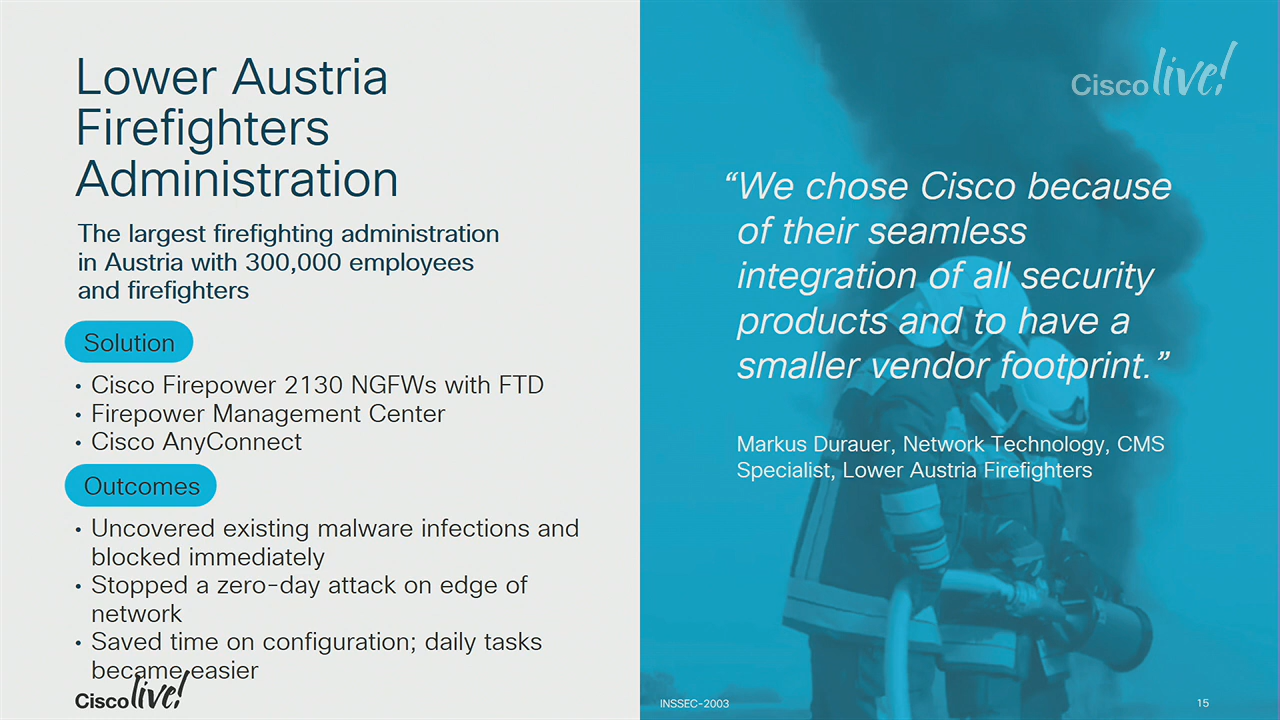 Lower Austria
Firefighters
Administration
The largest firefighting administration
in Austria with 300,000 employees
and firefighters
Solution
• Cisco Firepower 2130 NGFWs with FTD
• Firepower Management Center
• Cisco AnyConnect
Outcomes
• Uncovered existing malware infections and
blocked immediately
• Stopped a zero-day attack on edge of
network
• Saved time on configuration; daily tasks
became easier
Cisco live!
Cisco live!
“We chose Cisco because
of their seamless
integration of all security
products and to have a
smaller vendor footprint.”
Markus Durauer, Network Technology, CMS
Specialist, Lower Austria Firefighters
INSSEC-2003
15